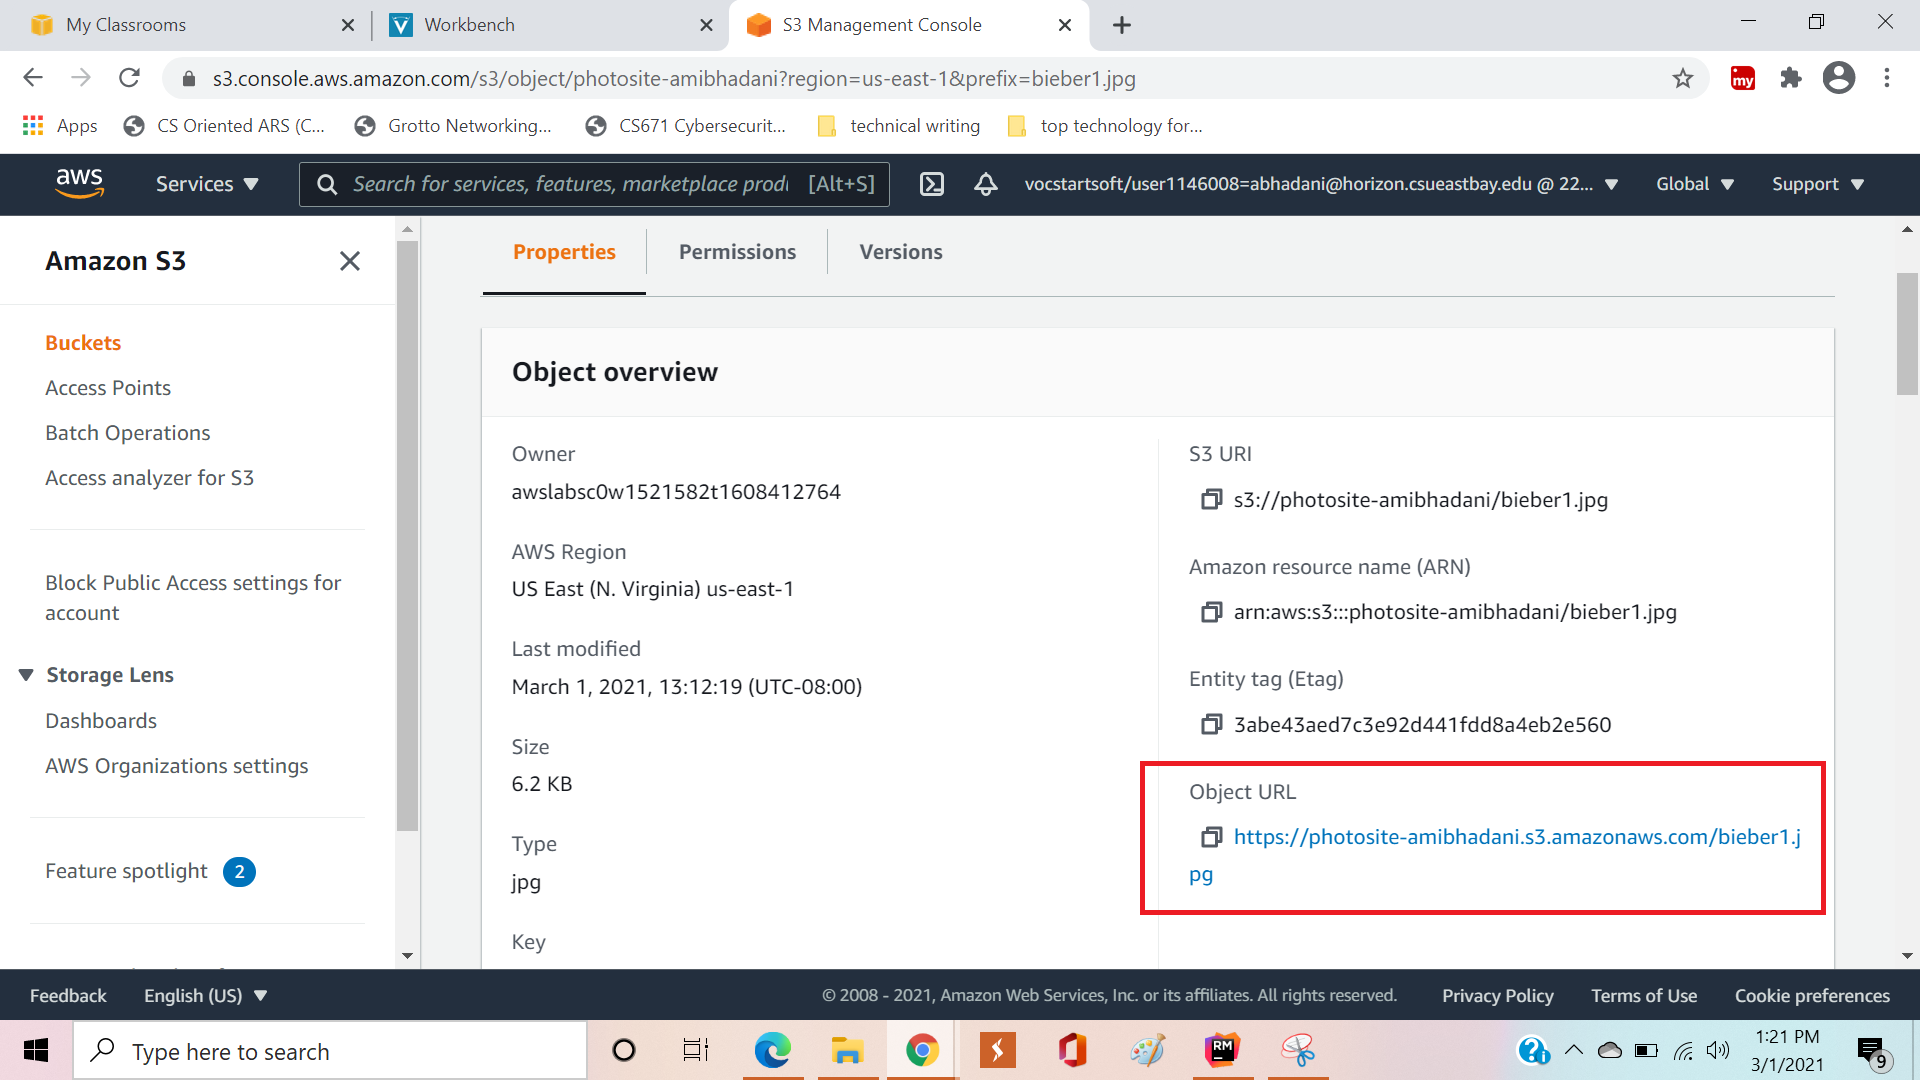 My Classrooms
Workbench
S3 Management Console
s3.console.aws.amazon.com/s3/object/photosite-amibhadani?region=us-east-1&prefix=bieber1.jpg
my
Apps
CS Oriented ARS (C...
Grotto Networking...
CS671 Cybersecurit...
technical writing
top technology for...
aws
Services
Search for services, features, marketplace prod
[Alt+S]
vocstartsoft/user1146008=abhadani@horizon.csueastbay.edu @ 22...
Global
Support
Amazon S3
Buckets
Access Points
Batch Operations
Access analyzer for S3
Block Public Access settings for
account
Storage Lens
Dashboards
AWS Organizations settings
Feature spotlight 2
Properties
Permissions
Versions
Object overview
Owner
awslabsc0w1521582t1608412764
AWS Region
US East (N. Virginia) us-east-1
Last modified
March 1, 2021, 13:12:19 (UTC-08:00)
Size
6.2 KB
Type
jpg
Key
S3 URI
s3://photosite-amibhadani/bieber1.jpg
Amazon resource name (ARN)
arn:aws:s3:::photosite-amibhadani/bieber1.jpg
Entity tag (Etag)
3abe43aed7c3e92d441fdd8a4eb2e560
Object URL
https://photosite-amibhadani.s3.amazonaws.com/bieber1.j
pg
Feedback
English (US)
© 2008 - 2021, Amazon Web Services, Inc. or its affiliates. All rights reserved.
Privacy Policy
Terms of Use
Cookie preferences
Type here to search
RM
1:21 PM
3/1/2021
9